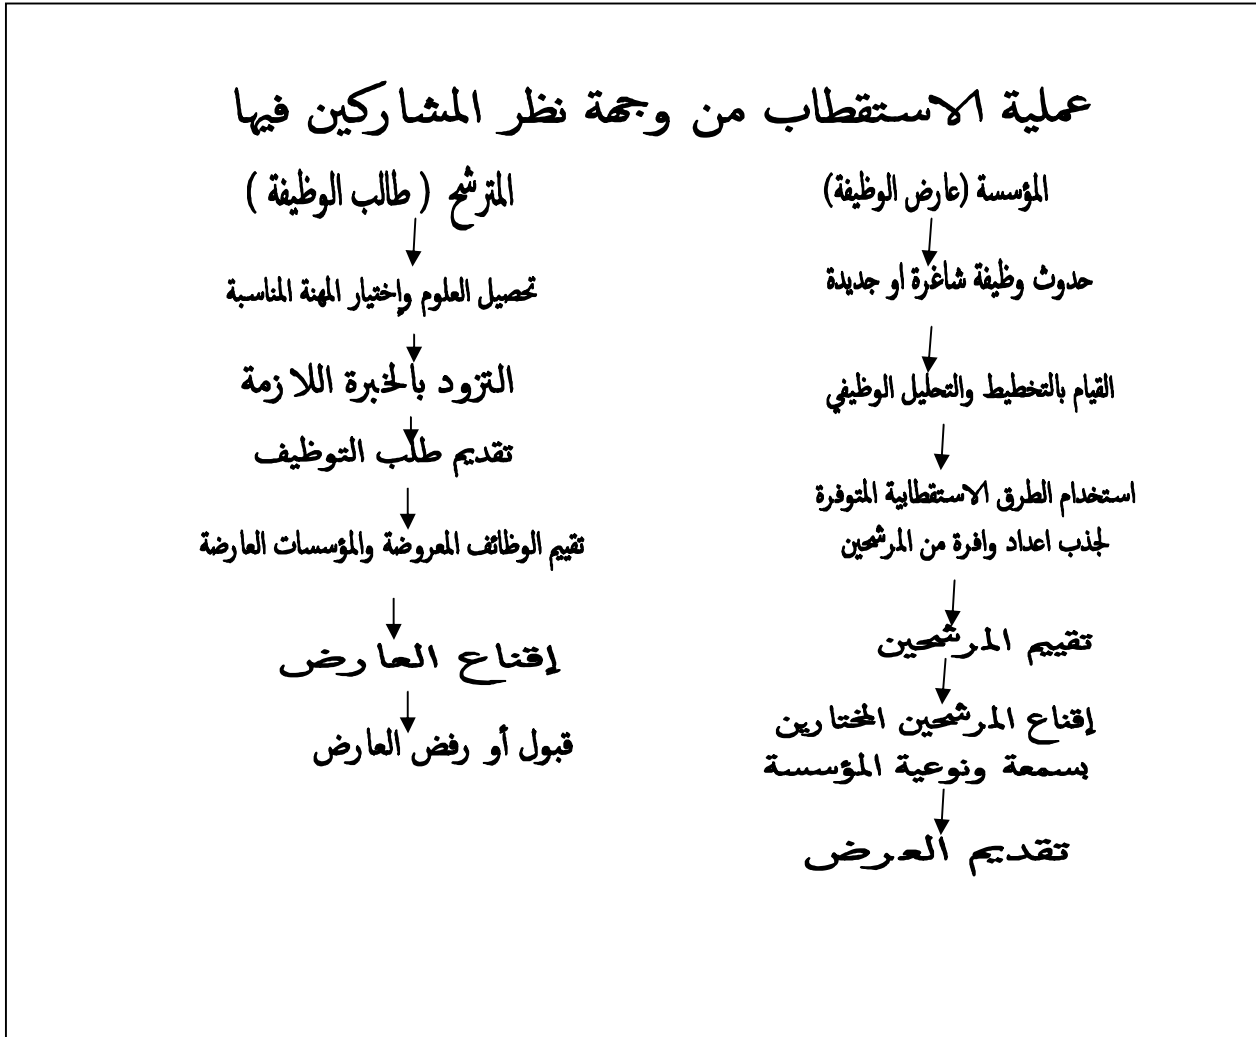 عملية الاستقطاب من وجهة نظر المشاركين فيها
المؤسسة (عارض الوظيفة)
حدوث وظيفة شاغرة او جديدة
القيام بالتخطيط والتحليل الوظيفي
استخدام الطرق الاستقطابية المتوفرة
لجذب اعداد وافرة من المرشحين
تقييم المرشحين
إقناع المرشحين المختارين
بسمعة ونوعية المؤسسة
تقديم العرض
المترشح ( طالب الوظيفة )
تحصيل العلوم وإختيار المهنة المناسبة
التزود بالخبرة اللازمة
تقديم طلب التوظيف
تقييم الوظائف المعروضة والمؤسسات العارضة
إقناع العارض
قبول أو رفض العارض